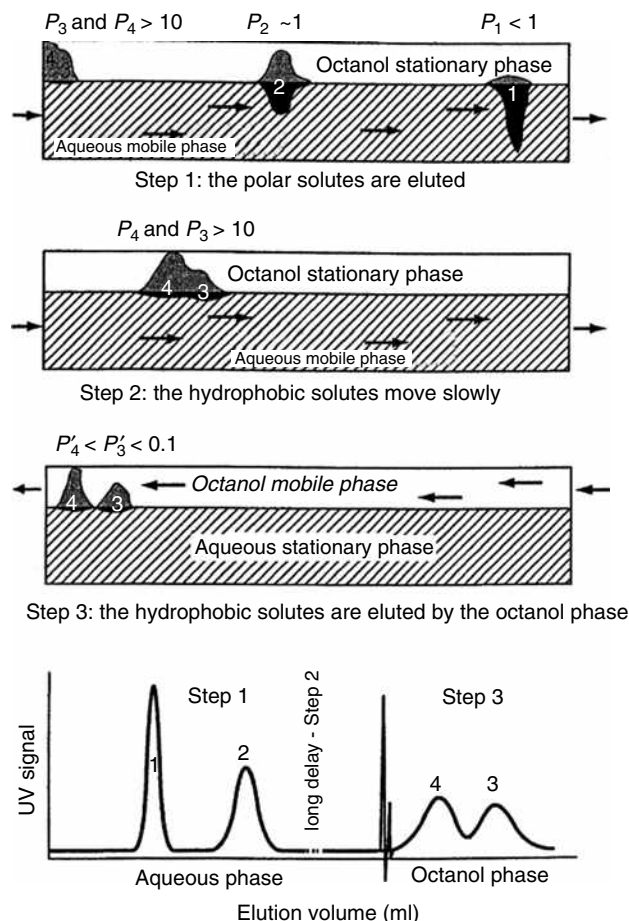 P3 and P4 > 10 P2 ~1 P1 < 1
4
Octanol stationary phase
2
1
Aqueous mobile phase
Step 1: the polar solutes are eluted
P4 and P3 > 10
Octanol stationary phase
4 3
Aqueous mobile phase
Step 2: the hydrophobic solutes move slowly
P′4 < P′3 < 0.1
4 3
Octanol mobile phase
Aqueous stationary phase
Step 3: the hydrophobic solutes are eluted by the octanol phase
UV signal
Step 1
1
2
long delay - Step 2
Step 3
4 3
Aqueous phase
Octanol phase
Elution volume (ml)